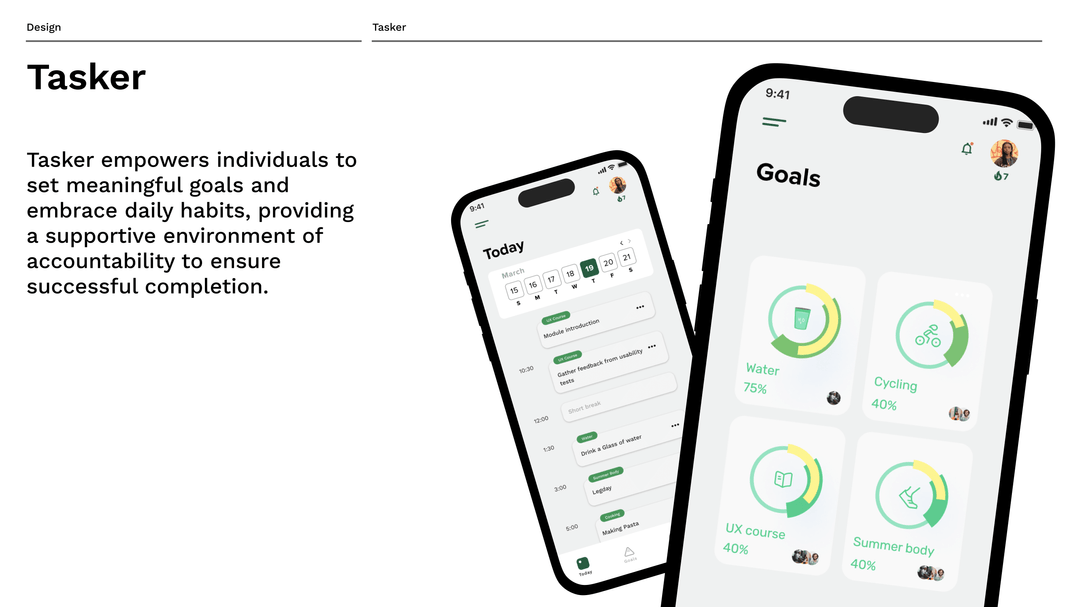 Design
Tasker
Tasker
Tasker empowers individuals to
set meaningful goals and
embrace daily habits, providing
a supportive environment of
accountability to ensure
successful completion.
9:41
7
Today
March
15 16 17 18 19 20 21
S M T W T F S
UX Course
Module introduction
10:30
UX Course
Gather feedback from usability
tests
12:00
Short break
1:30
Water
Drink a Glass of water
3:00
Summer Body
Legday
5:00
Cooking
Making Pasta
Today
Goals
9:41
7
Goals
Water
75%
Cycling
40%
UX course
40%
Summer body
40%